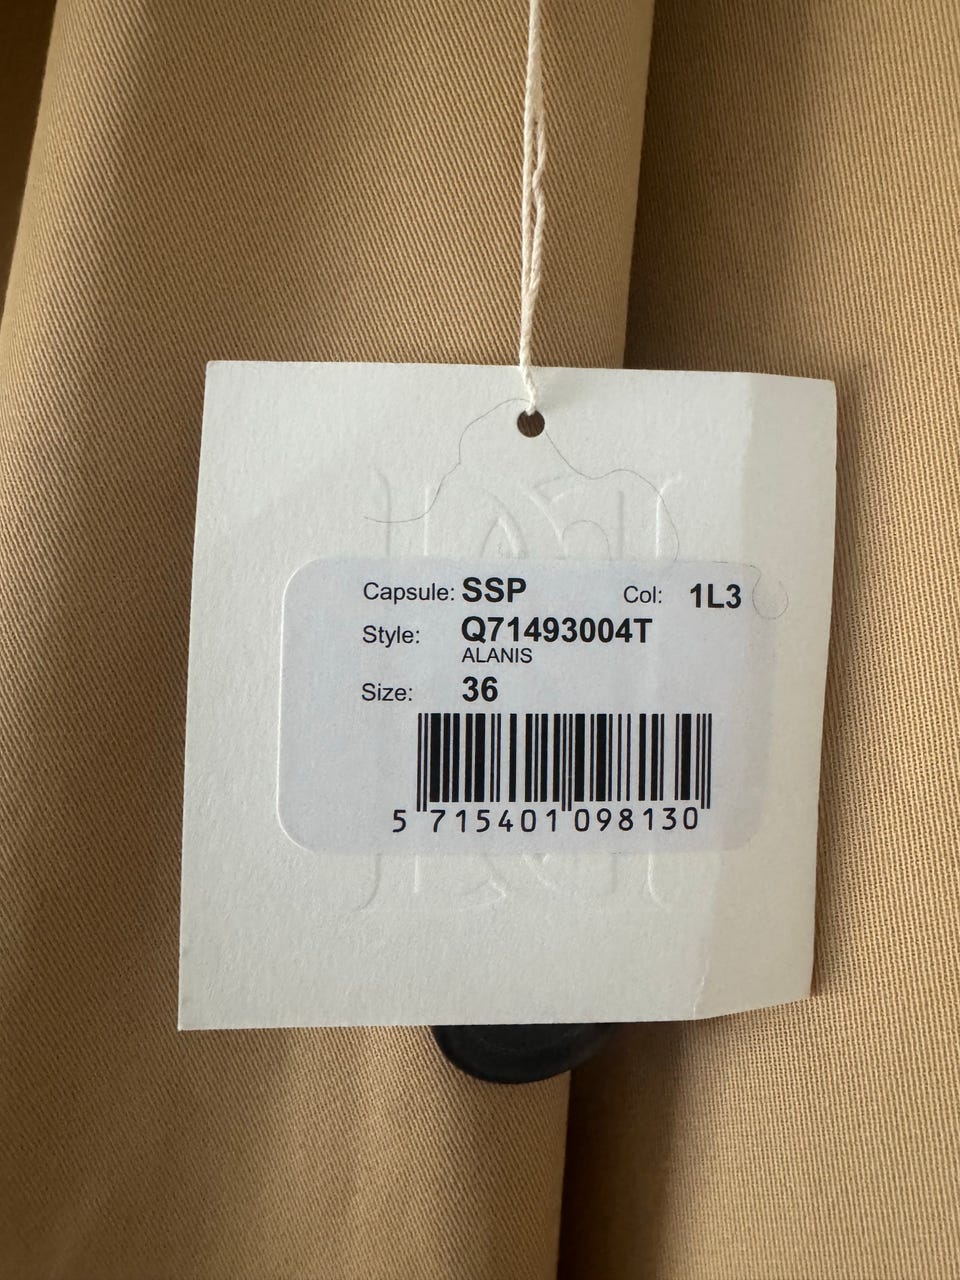 Capsule: SSP Col: 1L3
Style: Q71493004T
ALANIS
Size: 36
5 715401 098130